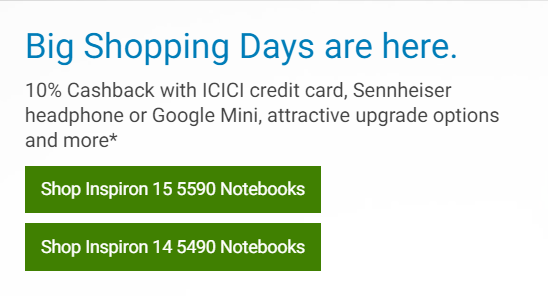 Big Shopping Days are here.
10% Cashback with ICICI credit card, Sennheiser
headphone or Google Mini, attractive upgrade options
and more*
Shop Inspiron 15 5590 Notebooks
Shop Inspiron 14 5490 Notebooks